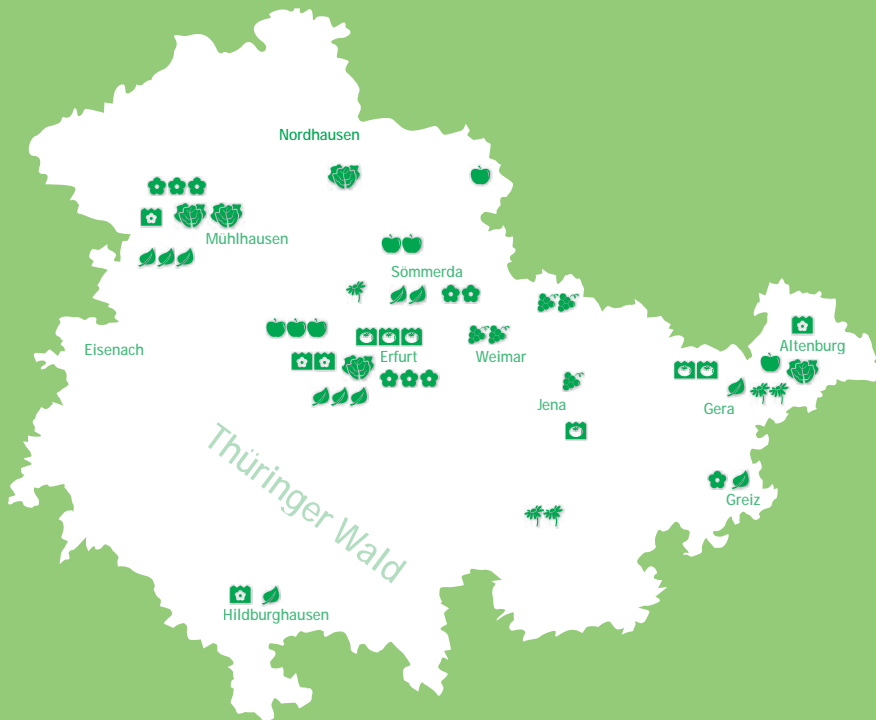 Nordhausen
Mühlhausen
Sömmerda
Eisenach
Erfurt
Weimar
Altenburg
Jena
Gera
Thüringer Wald
Greiz
Hildburghausen